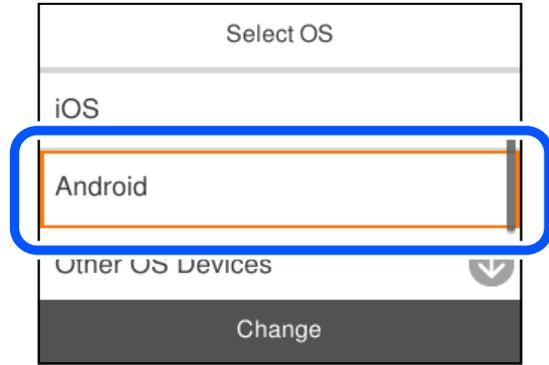 Select OS
iOS
Android
Other OS Devices
Change